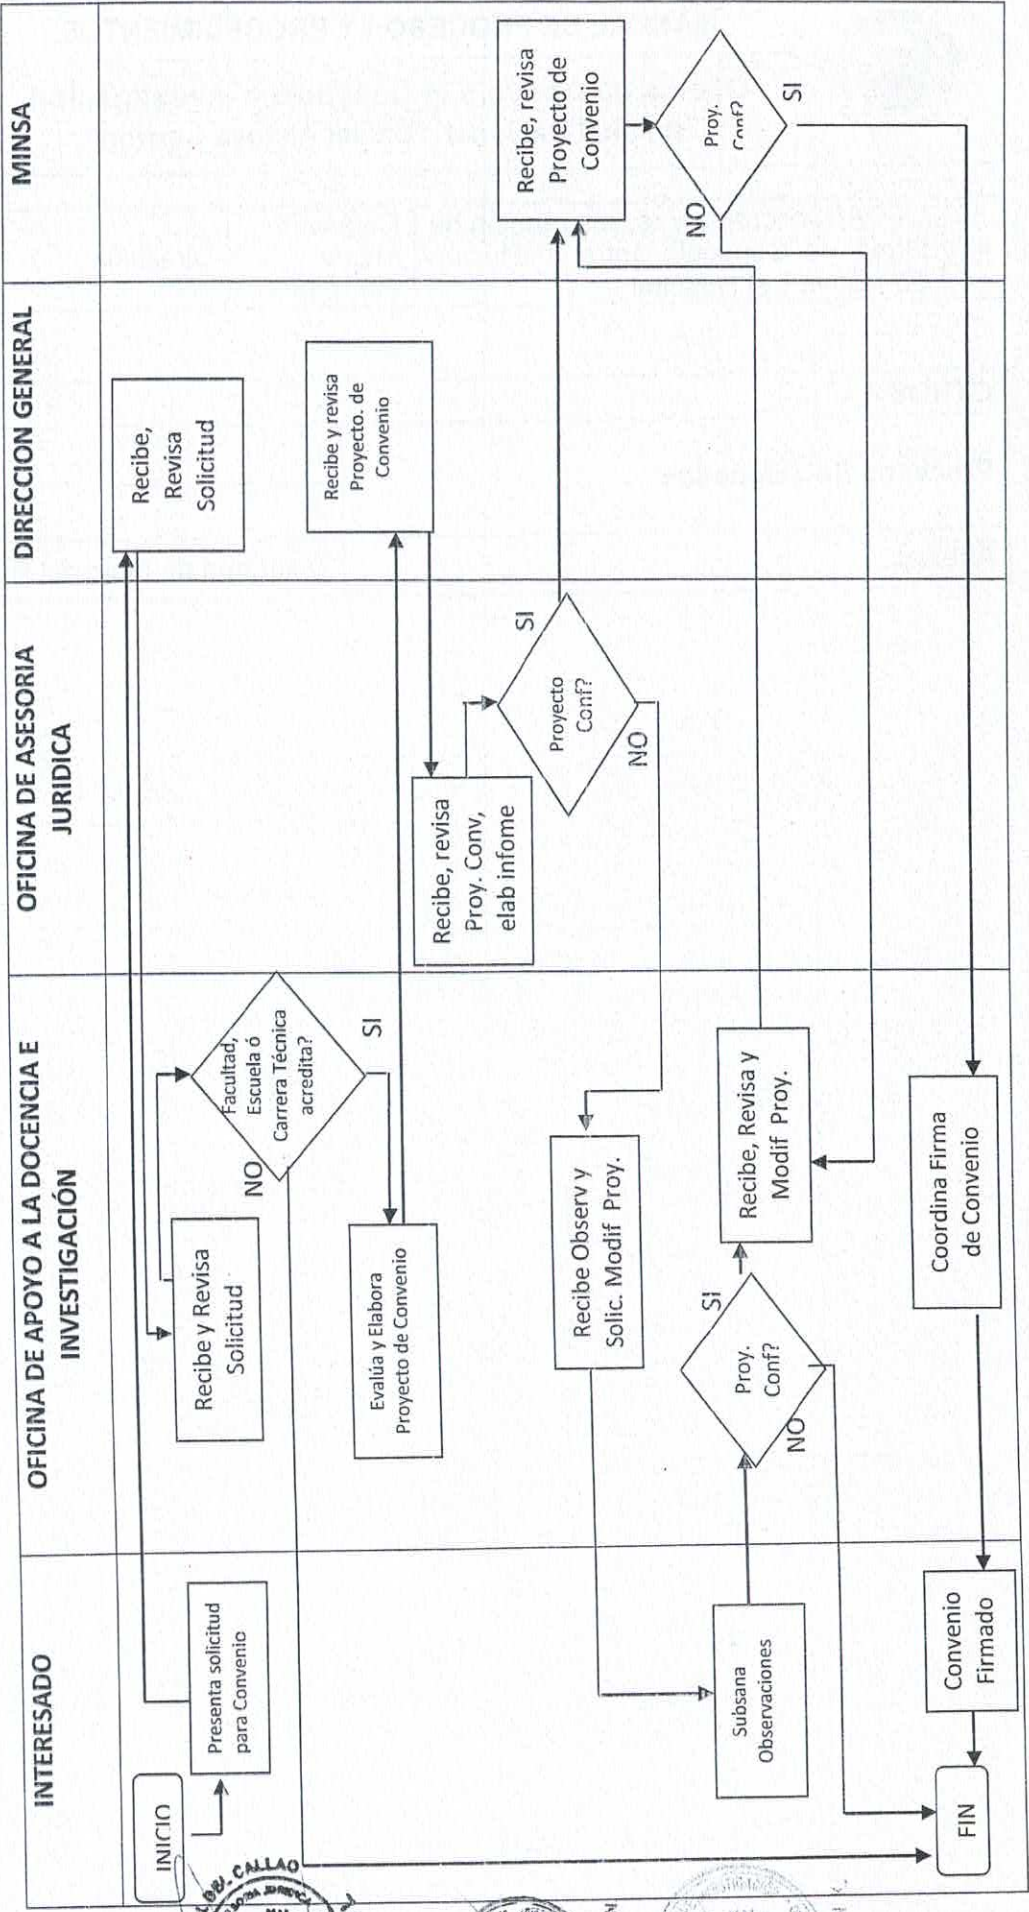 INTERESADO
OFICINA DE APOYO A LA DOCENCIA E
INVESTIGACIÓN
OFICINA DE ASESORIA
JURIDICA
DIRECCION GENERAL
MINSA
INICIO
Presenta solicitud
para Convenio
Recibe,
Revisa
Solicitud
Recibe y Revisa
Solicitud
Facultad,
Escuela ó
Carrera Técnica
acredita?
NO
SI
Evalúa y Elabora
Proyecto de Convenio
Recibe y revisa
Proyecto. de
Convenio
Recibe, revisa
Proy. Conv,
elab infome
Proyecto
Conf?
SI
NO
Recibe, revisa
Proyecto de
Convenio
Proy.
Conf?
NO
SI
Recibe Observ y
Solic. Modif Proy.
Subsana
Observaciones
Proy.
Conf?
SI
NO
Recibe, Revisa y
Modif Proy.
Coordina Firma
de Convenio
Convenio
Firmado
FIN
CALLAO